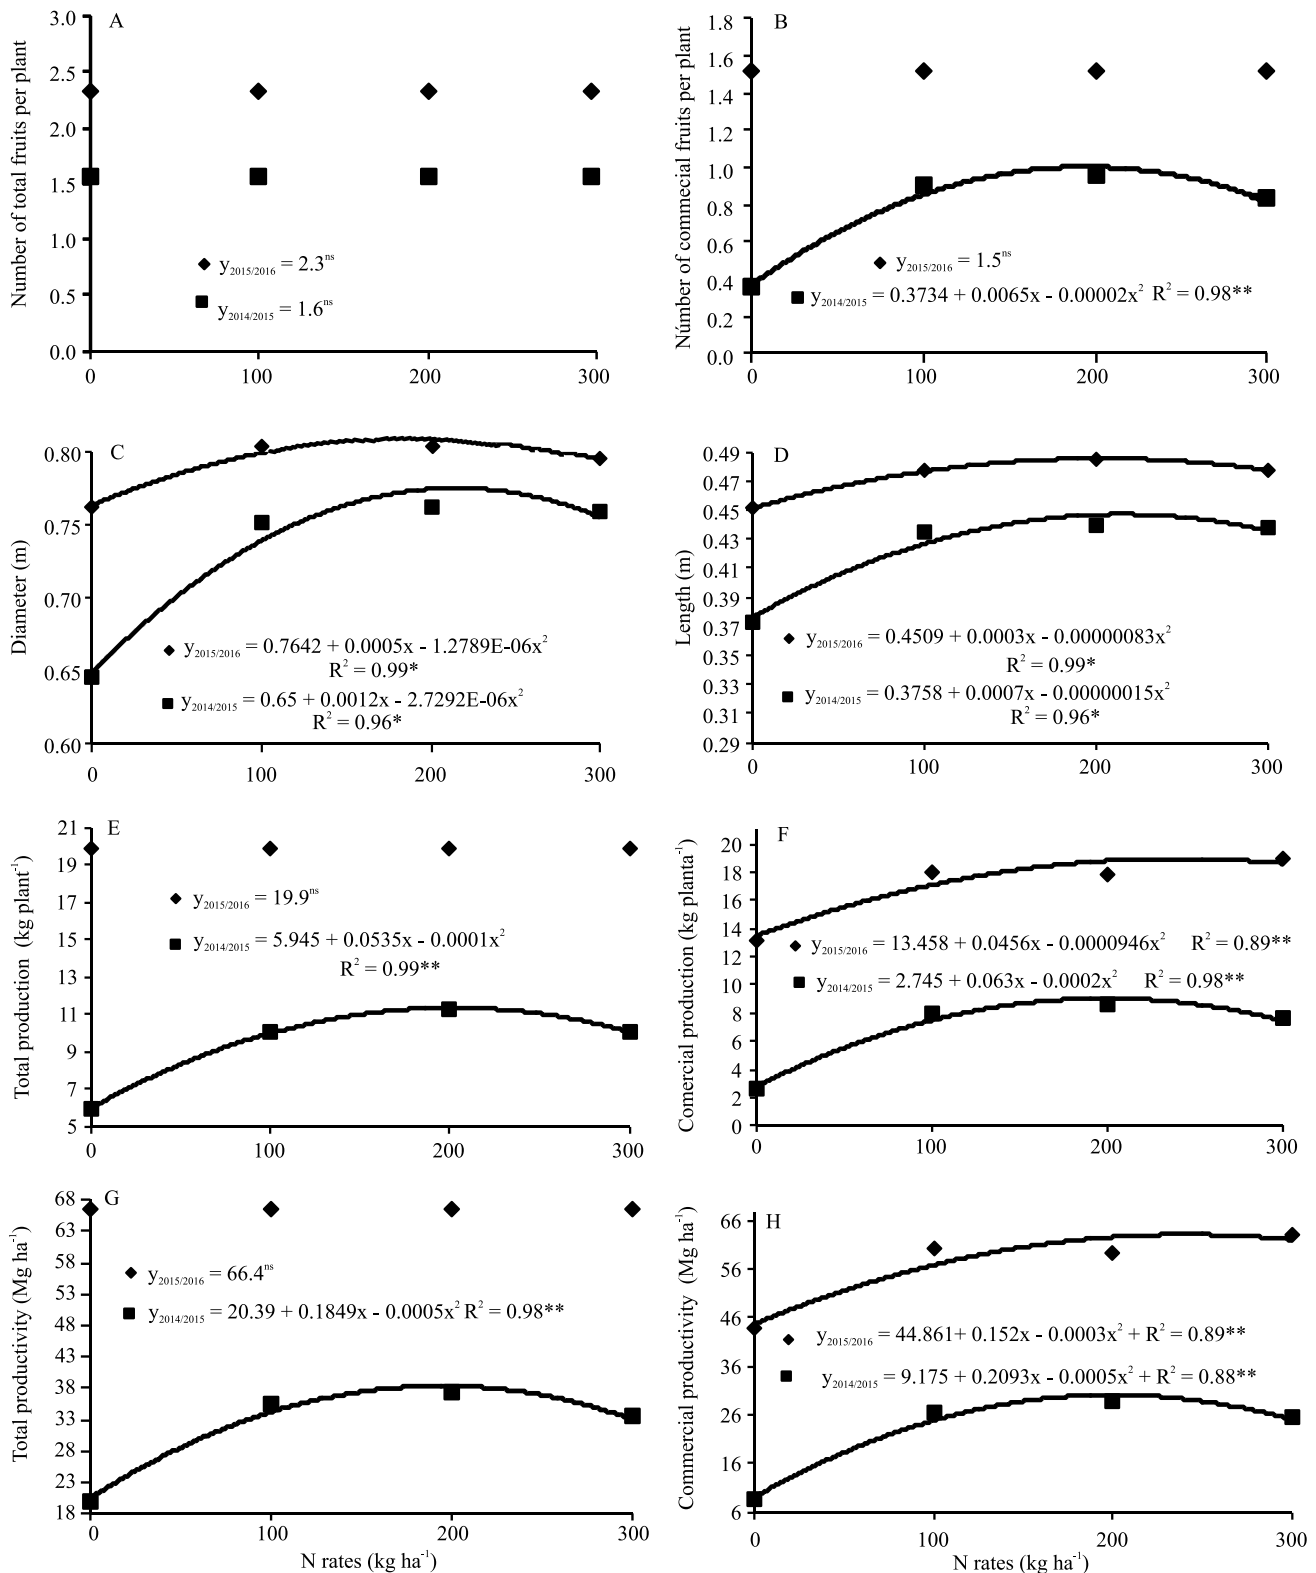 A
Number of total fruits per plant
3.0
2.5
2.0
1.5
1.0
0.5
0.0
y2015/2016 = 2.3ns
y2014/2015 = 1.6ns
0 100 200 300
B
Númber of commecial fruits per plant
1.8
1.6
1.4
1.2
1.0
0.8
0.6
0.4
0.2
0.0
y2015/2016 = 1.5ns
y2014/2015 = 0.3734 + 0.0065x - 0.00002x² R² = 0.98**
0 100 200 300
C
Diameter (m)
0.80
0.75
0.70
0.65
0.60
y2015/2016 = 0.7642 + 0.0005x - 1.2789E-06x²
R² = 0.99*
y2014/2015 = 0.65 + 0.0012x - 2.7292E-06x²
R² = 0.96*
0 100 200 300
D
Length (m)
0.49
0.47
0.45
0.43
0.41
0.39
0.37
0.35
0.33
0.31
0.29
y2015/2016 = 0.4509 + 0.0003x - 0.00000083x²
R² = 0.99*
y2014/2015 = 0.3758 + 0.0007x - 0.00000015x²
R² = 0.96*
0 100 200 300
E
Total production (kg plant⁻¹)
21
19
17
15
13
11
9
7
5
y2015/2016 = 19.9ns
y2014/2015 = 5.945 + 0.0535x - 0.0001x²
R² = 0.99**
0 100 200 300
F
Comercial production (kg planta⁻¹)
20
18
16
14
12
10
8
6
4
2
0
y2015/2016 = 13.458 + 0.0456x - 0.0000946x² R² = 0.89**
y2014/2015 = 2.745 + 0.063x - 0.0002x² R² = 0.98**
0 100 200 300
G
Total productivity (Mg ha⁻¹)
68
63
58
53
48
43
38
33
28
23
18
y2015/2016 = 66.4ns
y2014/2015 = 20.39 + 0.1849x - 0.0005x² R² = 0.98**
0 100 200 300
N rates (kg ha⁻¹)
H
Commercial productivity (Mg ha⁻¹)
66
56
46
36
26
16
6
y2015/2016 = 44.861+ 0.152x - 0.0003x² + R² = 0.89**
y2014/2015 = 9.175 + 0.2093x - 0.0005x² + R² = 0.88**
0 100 200 300
N rates (kg ha⁻¹)